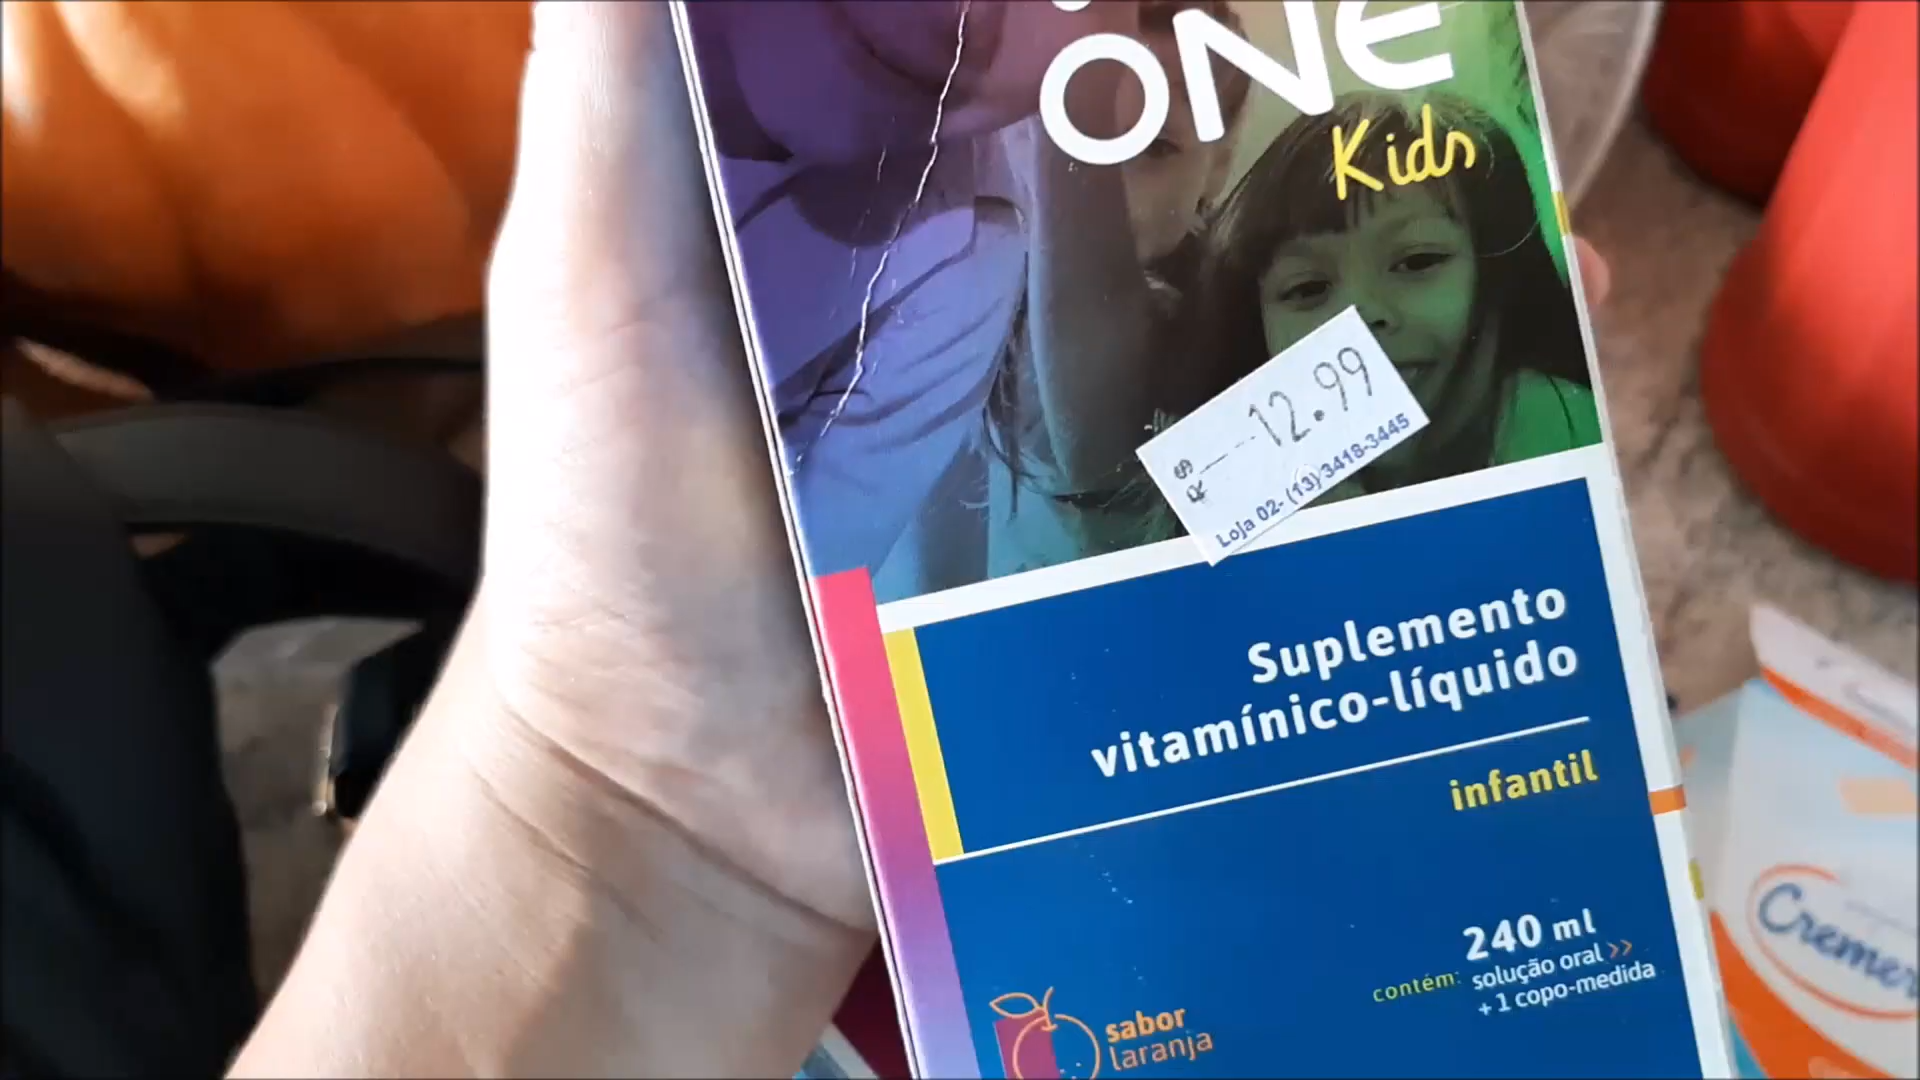 ONE
Kids
R$ 12.99
Loja 02- (13) 3418-3445
Suplemento
vitamínico-líquido
infantil
240 ml
contém: solução oral >>
+ 1 copo-medida
sabor
laranja
Cremer